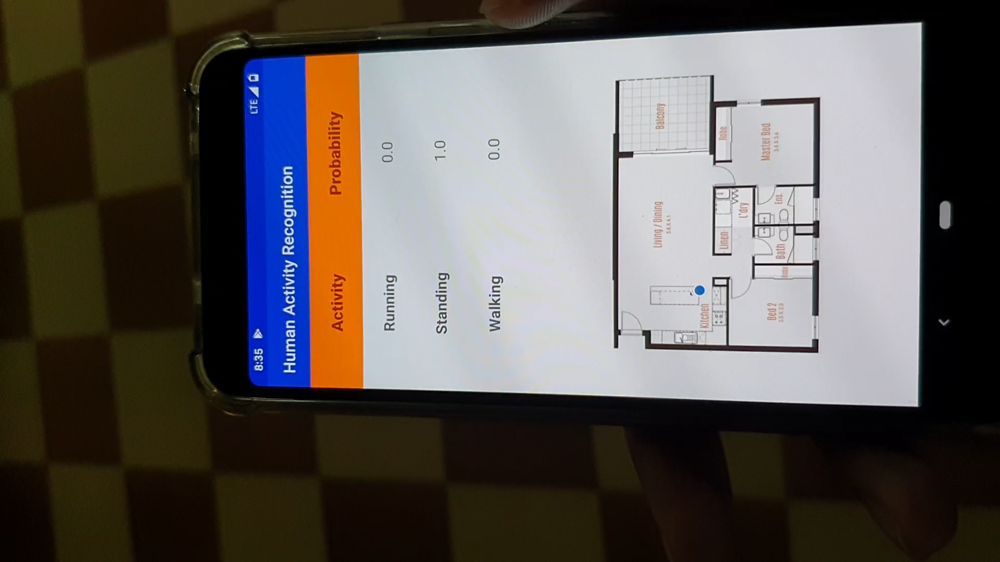 8:35 LTE
Human Activity Recognition
Activity Probability
Running 0.0
Standing 1.0
Walking 0.0
Balcony
Living / Dining
5.8 X 4.1
Kitchen
Linen
Robe
L'dry
Bath
Ens.
Robe
Bed 2
3.5 X 2.9
Master Bed
3.4 X 3.4